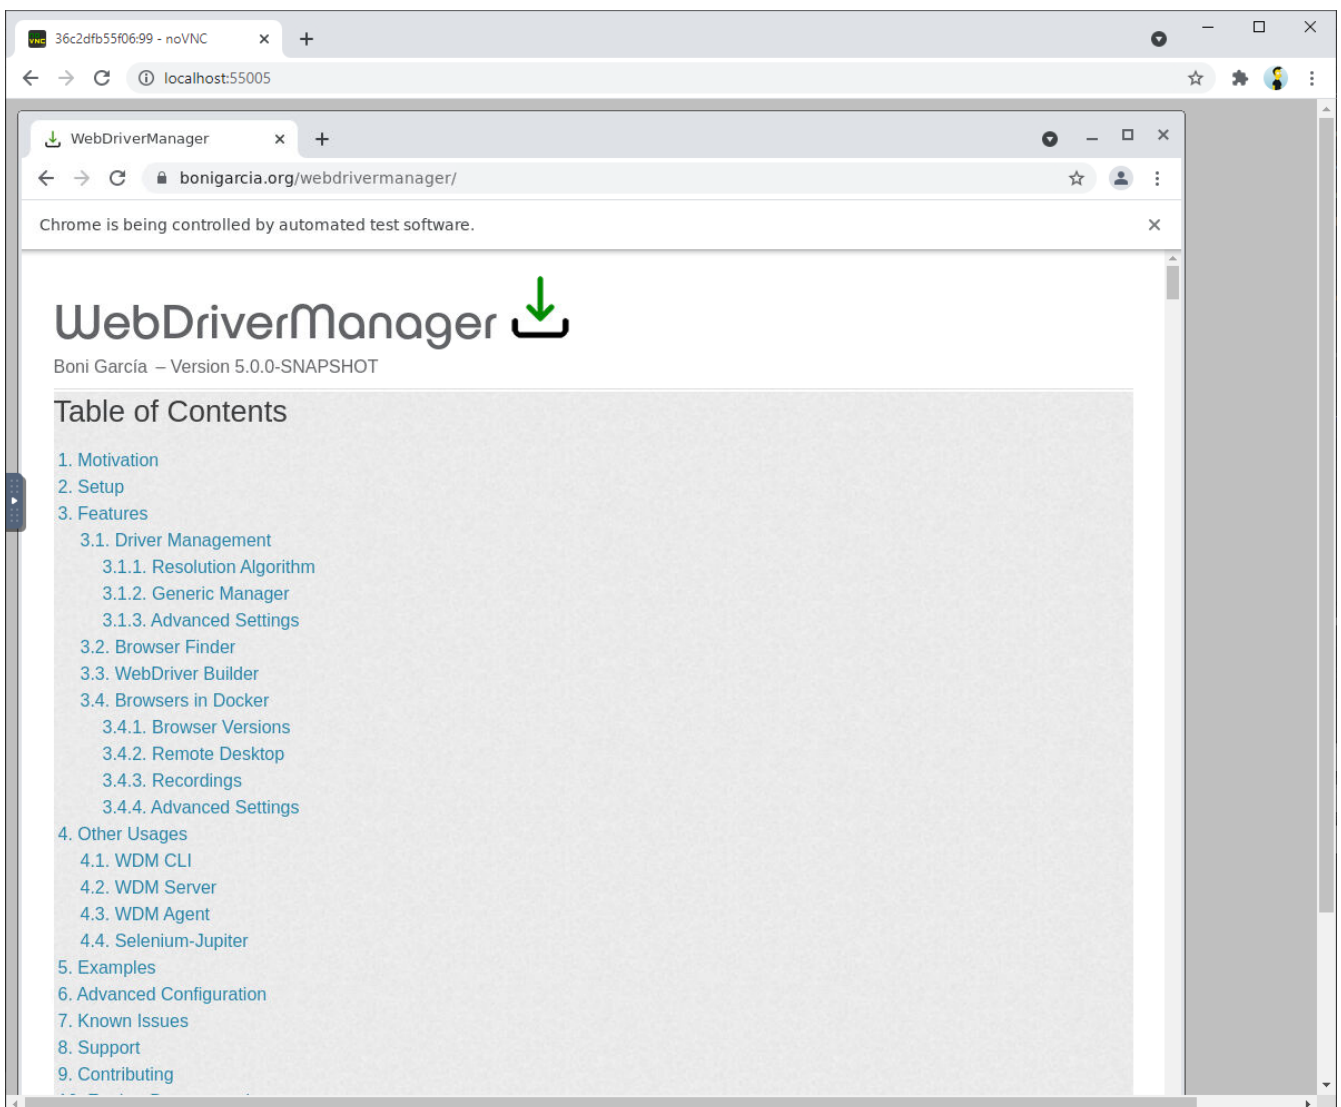 36c2dfb55f06:99 - noVNC
localhost:55005
WebDriverManager
bonigarcia.org/webdrivermanager/
Chrome is being controlled by automated test software.
WebDriverManager
Boni García – Version 5.0.0-SNAPSHOT
Table of Contents
1. Motivation
2. Setup
3. Features
3.1. Driver Management
3.1.1. Resolution Algorithm
3.1.2. Generic Manager
3.1.3. Advanced Settings
3.2. Browser Finder
3.3. WebDriver Builder
3.4. Browsers in Docker
3.4.1. Browser Versions
3.4.2. Remote Desktop
3.4.3. Recordings
3.4.4. Advanced Settings
4. Other Usages
4.1. WDM CLI
4.2. WDM Server
4.3. WDM Agent
4.4. Selenium-Jupiter
5. Examples
6. Advanced Configuration
7. Known Issues
8. Support
9. Contributing